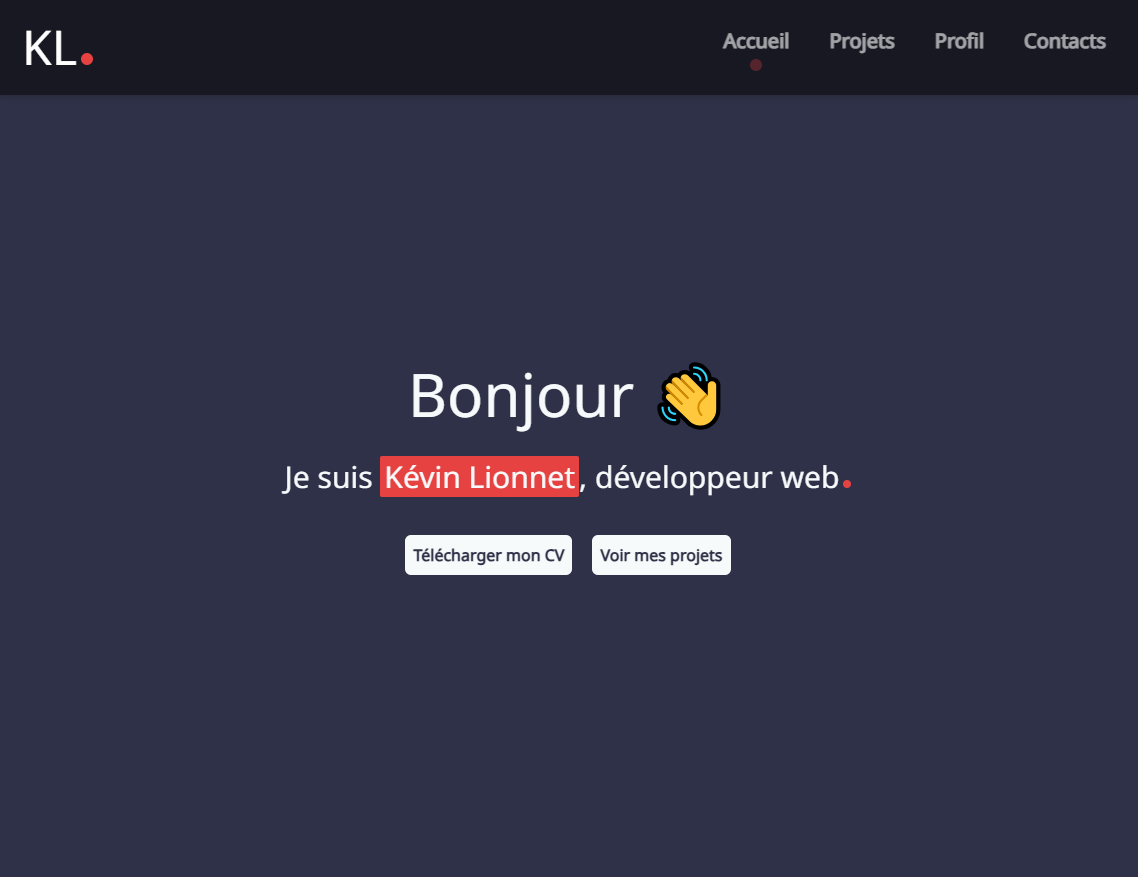 KL.
Accueil Projets Profil Contacts
Bonjour 👋
Je suis Kévin Lionnet, développeur web.
Télécharger mon CV Voir mes projets